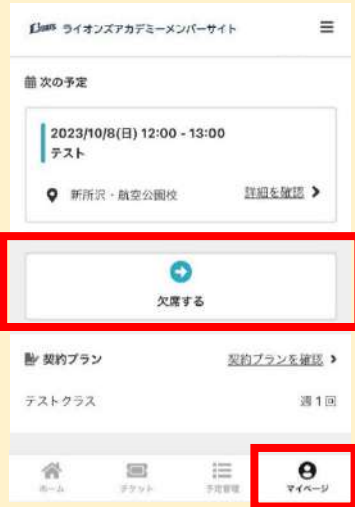 Lions ライオンズアカデミーメンバーサイト
次の予定
2023/10/8(日) 12:00 - 13:00
テスト
新所沢・航空公園校 詳細を確認
欠席する
契約プラン 契約プランを確認
テストクラス 週1回
ホーム チケット 予定管理 マイページ